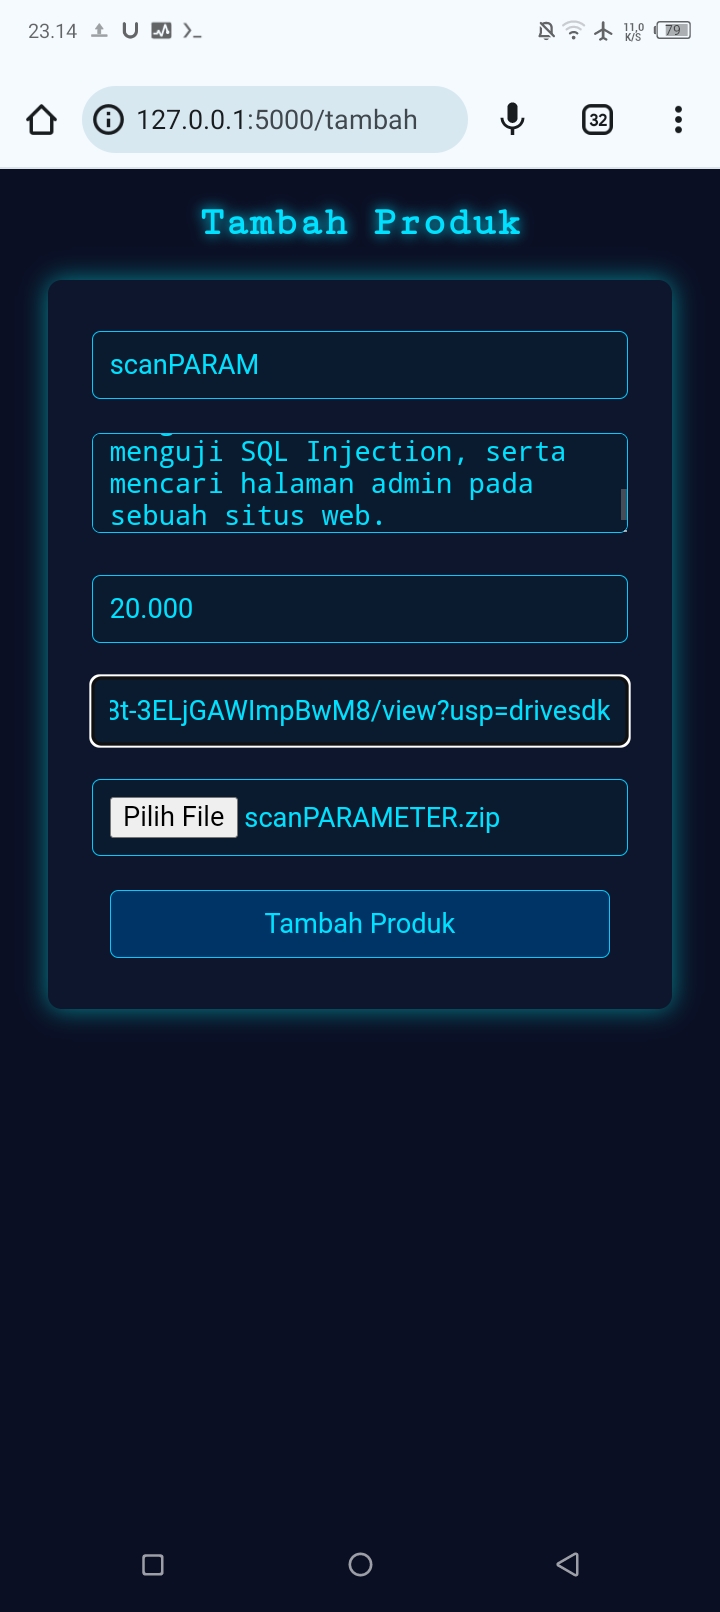 23.14
11,0
K/S
79
127.0.0.1:5000/tambah
32
Tambah Produk
scanPARAM
menguji SQL Injection, serta
mencari halaman admin pada
sebuah situs web.
20.000
3t-3ELjGAWImpBwM8/view?usp=drivesdk
Pilih File scanPARAMETER.zip
Tambah Produk